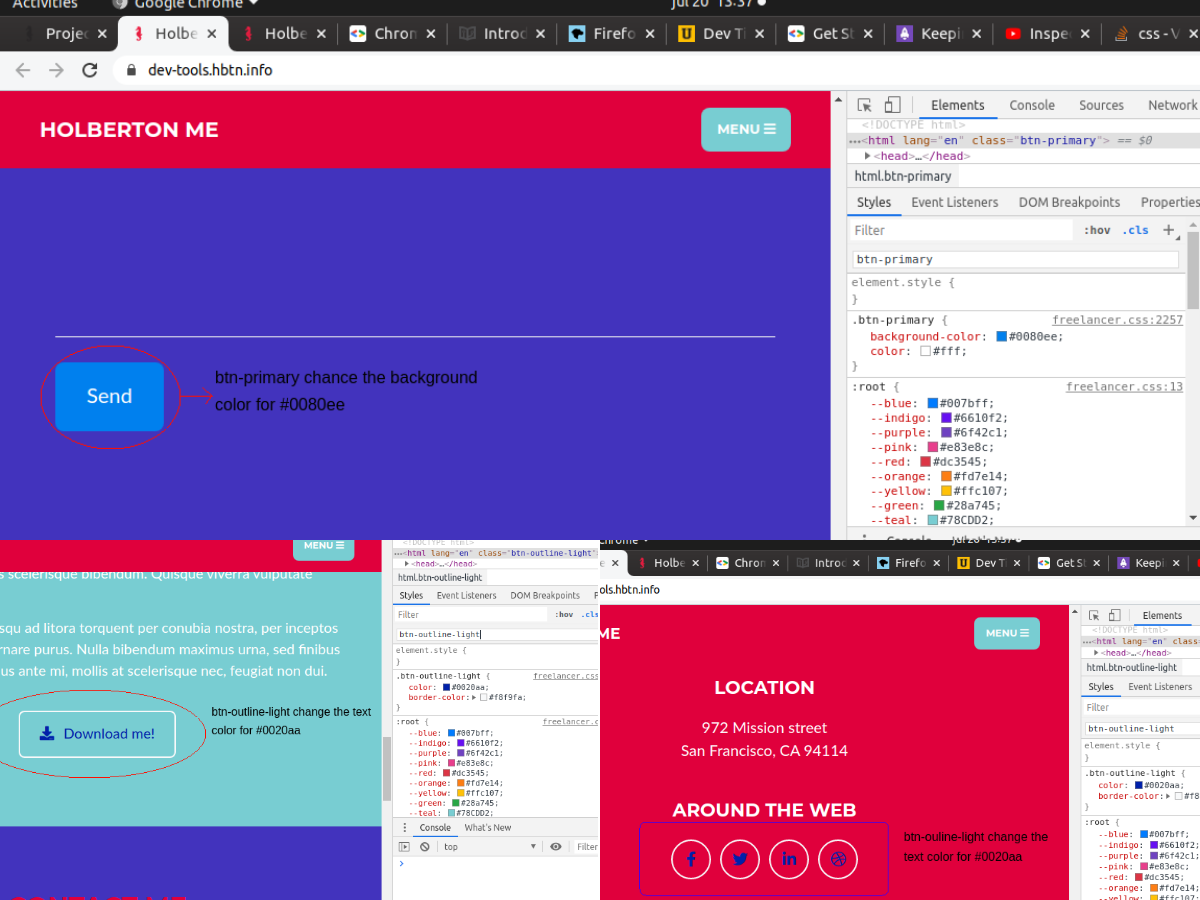 Activities
Google Chrome
Jul 20 13:37
Projec ×
Holbe ×
Holbe ×
Chron ×
Introd ×
Firefo ×
Dev Ti ×
Get St ×
Keepi ×
Inspe ×
css - V ×
dev-tools.hbtn.info
HOLBERTON ME
MENU
Send
btn-primary chance the background
color for #0080ee
Elements Console Sources Network
<!DOCTYPE html>
<html lang="en" class="btn-primary"> == $0
<head>…</head>
html.btn-primary
Styles Event Listeners DOM Breakpoints Properties
Filter :hov .cls +
btn-primary
element.style {
}
.btn-primary { freelancer.css:2257
background-color: #0080ee;
color: #fff;
}
:root { freelancer.css:13
--blue: #007bff;
--indigo: #6610f2;
--purple: #6f42c1;
--pink: #e83e8c;
--red: #dc3545;
--orange: #fd7e14;
--yellow: #ffc107;
--green: #28a745;
--teal: #78CDD2;
MENU
s scelerisque bibendum. Quisque viverra vulputate
squ ad litora torquent per conubia nostra, per inceptos
rnare purus. Nulla bibendum maximus urna, sed finibus
us ante mi, mollis at scelerisque nec, feugiat non dui.
Download me!
btn-outline-light change the text
color for #0020aa
<!DOCTYPE html>
<html lang="en" class="btn-outline-light"
<head>…</head>
html.btn-outline-light
Styles Event Listeners DOM Breakpoints P
Filter :hov .cls
btn-outline-light
element.style {
}
.btn-outline-light { freelancer.css
color: #0020aa;
border-color: #f8f9fa;
}
:root { freelancer.c
--blue: #007bff;
--indigo: #6610f2;
--purple: #6f42c1;
--pink: #e83e8c;
--red: #dc3545;
--orange: #fd7e14;
--yellow: #ffc107;
--green: #28a745;
--teal: #78CDD2;
Console What's New
top Filter
Holbe ×
Chron ×
Introd ×
Firefo ×
Dev Ti ×
Get St ×
Keepi ×
ols.hbtn.info
ME
MENU
LOCATION
972 Mission street
San Francisco, CA 94114
AROUND THE WEB
btn-ouline-light change the
text color for #0020aa
Elements
<!DOCTYPE html>
<html lang="en" class=
<head>…</head>
html.btn-outline-light
Styles Event Listeners
Filter
btn-outline-light
element.style {
}
.btn-outline-light {
color: #0020aa;
border-color: #f8
}
:root {
--blue: #007bff;
--indigo: #6610f2;
--purple: #6f42c1;
--pink: #e83e8c;
--red: #dc3545;
--orange: #fd7e14;